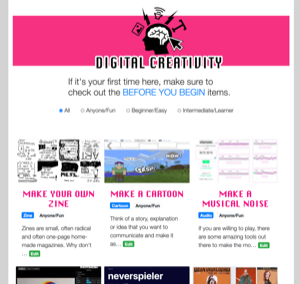 DIGITAL CREATIVITY
If it's your first time here, make sure to
check out the BEFORE YOU BEGIN items.
All Anyone/Fun Beginner/Easy Intermediate/Learner
MAKE YOUR OWN
ZINE
Zine Anyone/Fun
Zines are small, often radical
and often one-page home-
made magazines. Why don't
... Edit
MAKE A CARTOON
Cartoon Anyone/Fun
Think of a story, explanation
or idea that you want to
communicate and make it
as... Edit
MAKE A
MUSICAL NOISE
Audio Anyone/Fun
If you are willing to play, there
are some amazing tools out
there to make the mo... Edit
neverspieler